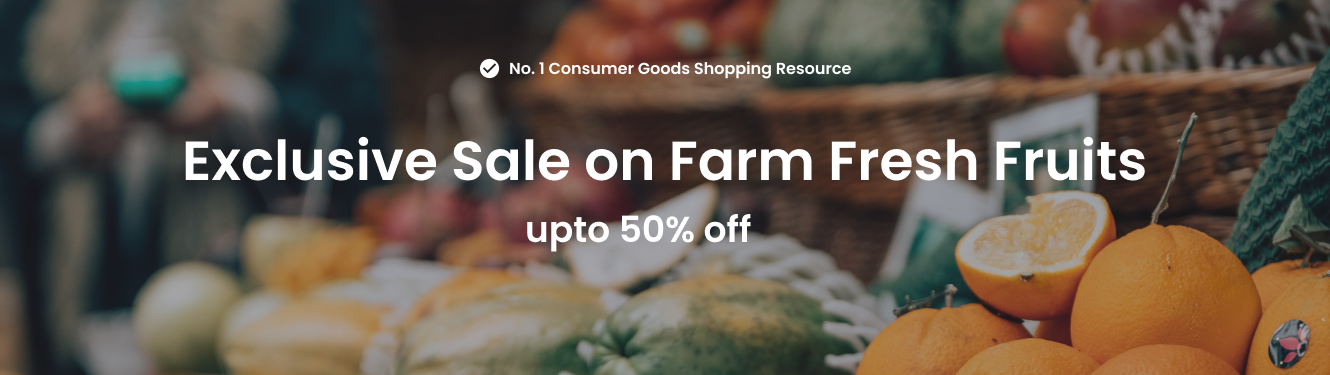 No. 1 Consumer Goods Shopping Resource
Exclusive Sale on Farm Fresh Fruits
upto 50% off